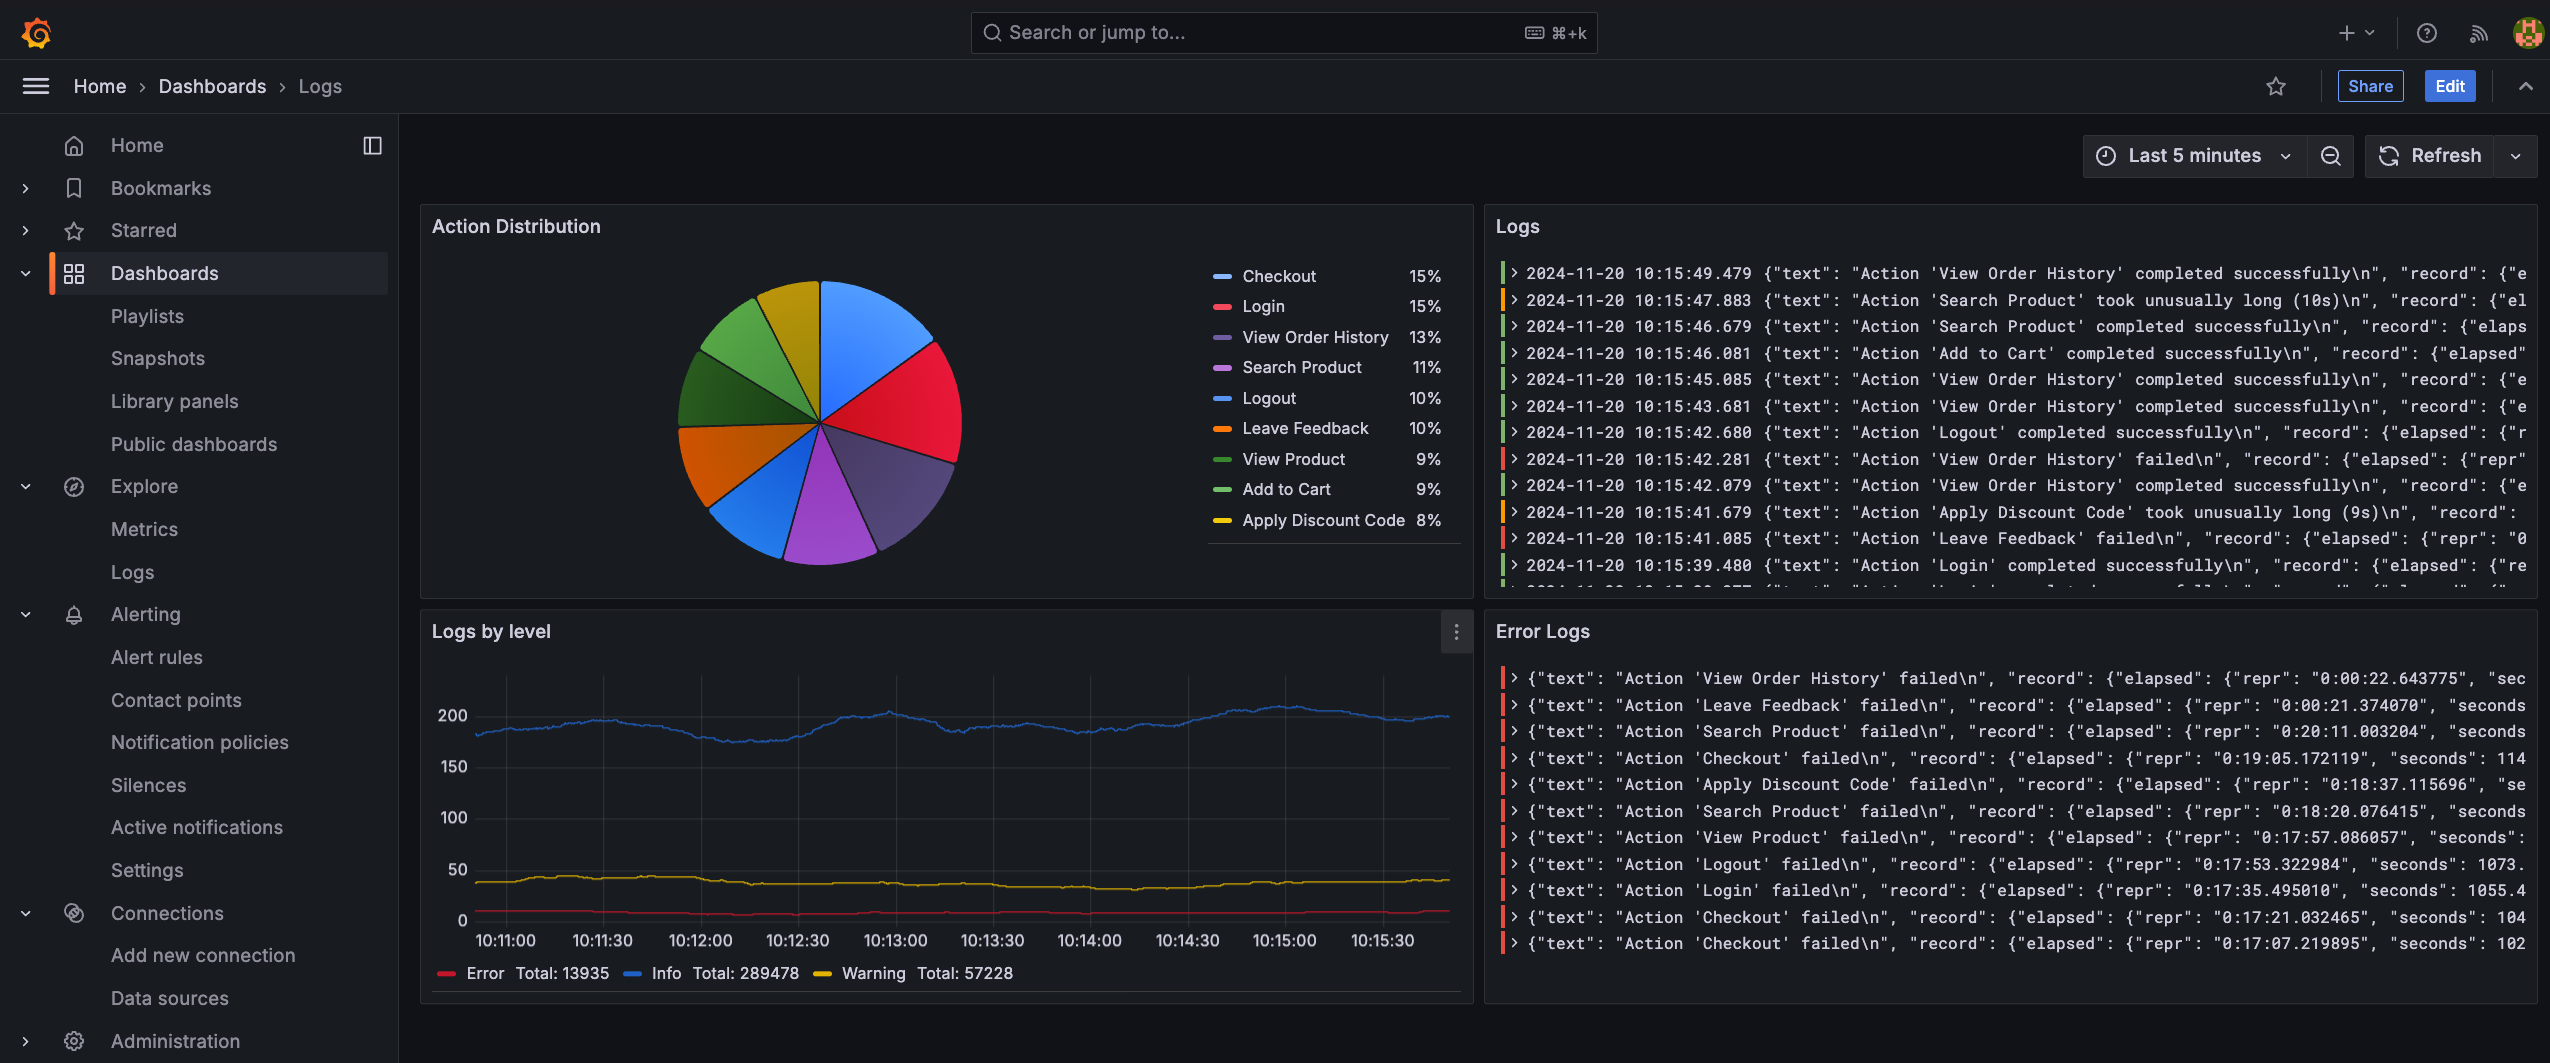 Search or jump to...
⌘+k
Home › Dashboards › Logs
Share
Edit
Home
Bookmarks
Starred
Dashboards
Playlists
Snapshots
Library panels
Public dashboards
Explore
Metrics
Logs
Alerting
Alert rules
Contact points
Notification policies
Silences
Active notifications
Settings
Connections
Add new connection
Data sources
Administration
Last 5 minutes
Refresh
Action Distribution
Checkout 15%
Login 15%
View Order History 13%
Search Product 11%
Logout 10%
Leave Feedback 10%
View Product 9%
Add to Cart 9%
Apply Discount Code 8%
Logs
2024-11-20 10:15:49.479 {"text": "Action 'View Order History' completed successfully\n", "record": {"e
2024-11-20 10:15:47.883 {"text": "Action 'Search Product' took unusually long (10s)\n", "record": {"el
2024-11-20 10:15:46.679 {"text": "Action 'Search Product' completed successfully\n", "record": {"elaps
2024-11-20 10:15:46.081 {"text": "Action 'Add to Cart' completed successfully\n", "record": {"elapsed"
2024-11-20 10:15:45.085 {"text": "Action 'View Order History' completed successfully\n", "record": {"e
2024-11-20 10:15:43.681 {"text": "Action 'View Order History' completed successfully\n", "record": {"e
2024-11-20 10:15:42.680 {"text": "Action 'Logout' completed successfully\n", "record": {"elapsed": {"r
2024-11-20 10:15:42.281 {"text": "Action 'View Order History' failed\n", "record": {"elapsed": {"repr"
2024-11-20 10:15:42.079 {"text": "Action 'View Order History' completed successfully\n", "record": {"e
2024-11-20 10:15:41.679 {"text": "Action 'Apply Discount Code' took unusually long (9s)\n", "record":
2024-11-20 10:15:41.085 {"text": "Action 'Leave Feedback' failed\n", "record": {"elapsed": {"repr": "0
2024-11-20 10:15:39.480 {"text": "Action 'Login' completed successfully\n", "record": {"elapsed": {"re
Logs by level
200
150
100
50
0
10:11:00 10:11:30 10:12:00 10:12:30 10:13:00 10:13:30 10:14:00 10:14:30 10:15:00 10:15:30
Error Total: 13935 Info Total: 289478 Warning Total: 57228
Error Logs
{"text": "Action 'View Order History' failed\n", "record": {"elapsed": {"repr": "0:00:22.643775", "sec
{"text": "Action 'Leave Feedback' failed\n", "record": {"elapsed": {"repr": "0:00:21.374070", "seconds
{"text": "Action 'Search Product' failed\n", "record": {"elapsed": {"repr": "0:20:11.003204", "seconds
{"text": "Action 'Checkout' failed\n", "record": {"elapsed": {"repr": "0:19:05.172119", "seconds": 114
{"text": "Action 'Apply Discount Code' failed\n", "record": {"elapsed": {"repr": "0:18:37.115696", "se
{"text": "Action 'Search Product' failed\n", "record": {"elapsed": {"repr": "0:18:20.076415", "seconds
{"text": "Action 'View Product' failed\n", "record": {"elapsed": {"repr": "0:17:57.086057", "seconds":
{"text": "Action 'Logout' failed\n", "record": {"elapsed": {"repr": "0:17:53.322984", "seconds": 1073.
{"text": "Action 'Login' failed\n", "record": {"elapsed": {"repr": "0:17:35.495010", "seconds": 1055.4
{"text": "Action 'Checkout' failed\n", "record": {"elapsed": {"repr": "0:17:21.032465", "seconds": 104
{"text": "Action 'Checkout' failed\n", "record": {"elapsed": {"repr": "0:17:07.219895", "seconds": 102